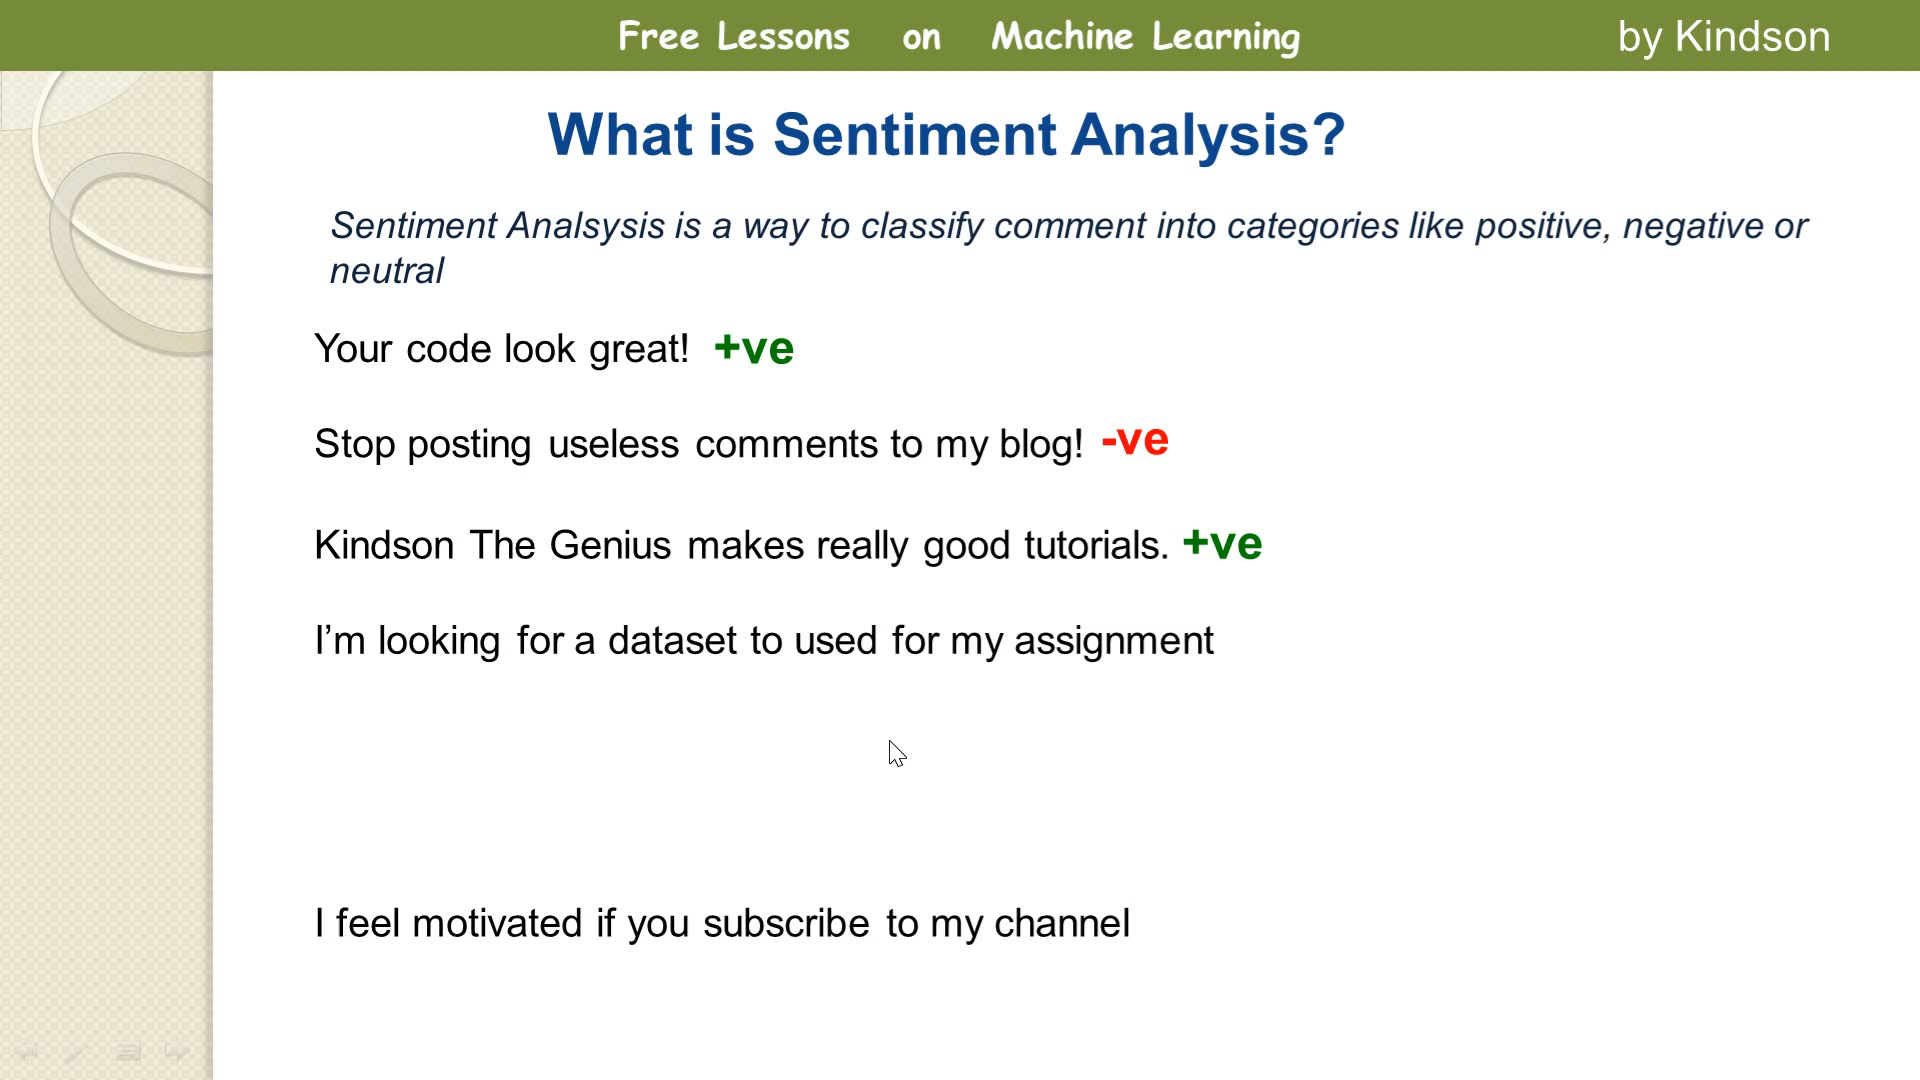 Free Lessons on Machine Learning by Kindson
What is Sentiment Analysis?
Sentiment Analsysis is a way to classify comment into categories like positive, negative or
neutral
Your code look great! +ve
Stop posting useless comments to my blog! -ve
Kindson The Genius makes really good tutorials. +ve
I’m looking for a dataset to used for my assignment
I feel motivated if you subscribe to my channel